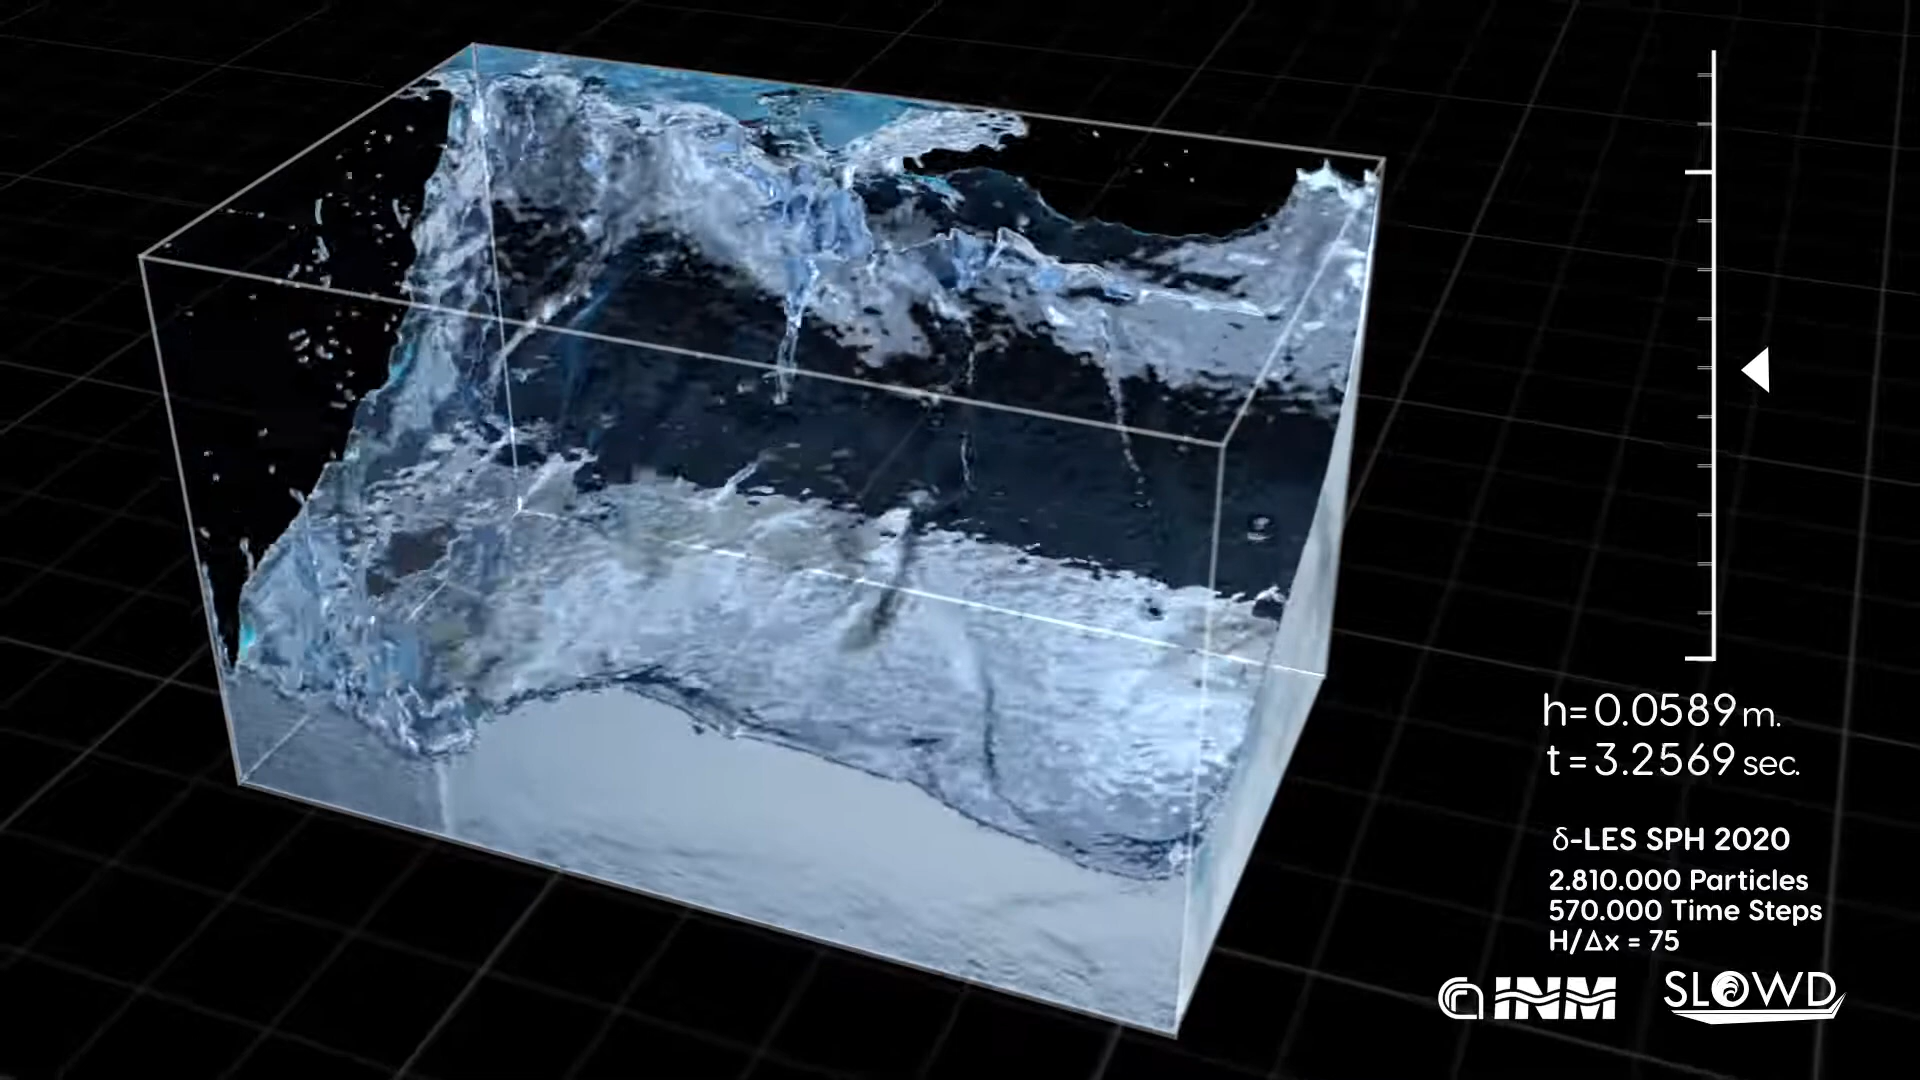 h=0.0589 m.
t=3.2569 sec.
δ-LES SPH 2020
2.810.000 Particles
570.000 Time Steps
H/Δx = 75
INM
SLOWD